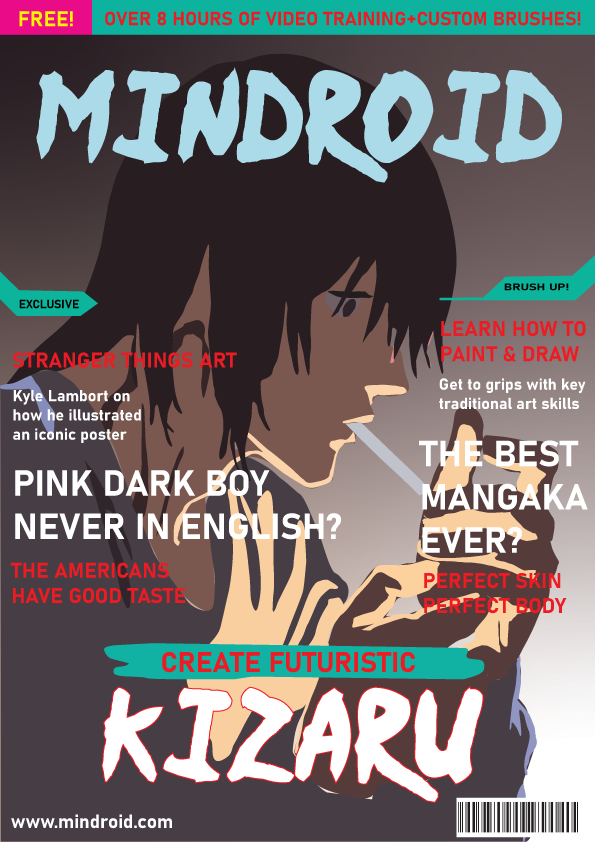 FREE!
OVER 8 HOURS OF VIDEO TRAINING+CUSTOM BRUSHES!
MINDROID
EXCLUSIVE
STRANGER THINGS ART
Kyle Lambort on
how he illustrated
an iconic poster
BRUSH UP!
LEARN HOW TO
PAINT & DRAW
Get to grips with key
traditional art skills
PINK DARK BOY
NEVER IN ENGLISH?
THE AMERICANS
HAVE GOOD TASTE
THE BEST
MANGAKA
EVER?
PERFECT SKIN
PERFECT BODY
CREATE FUTURISTIC
KIZARU
www.mindroid.com